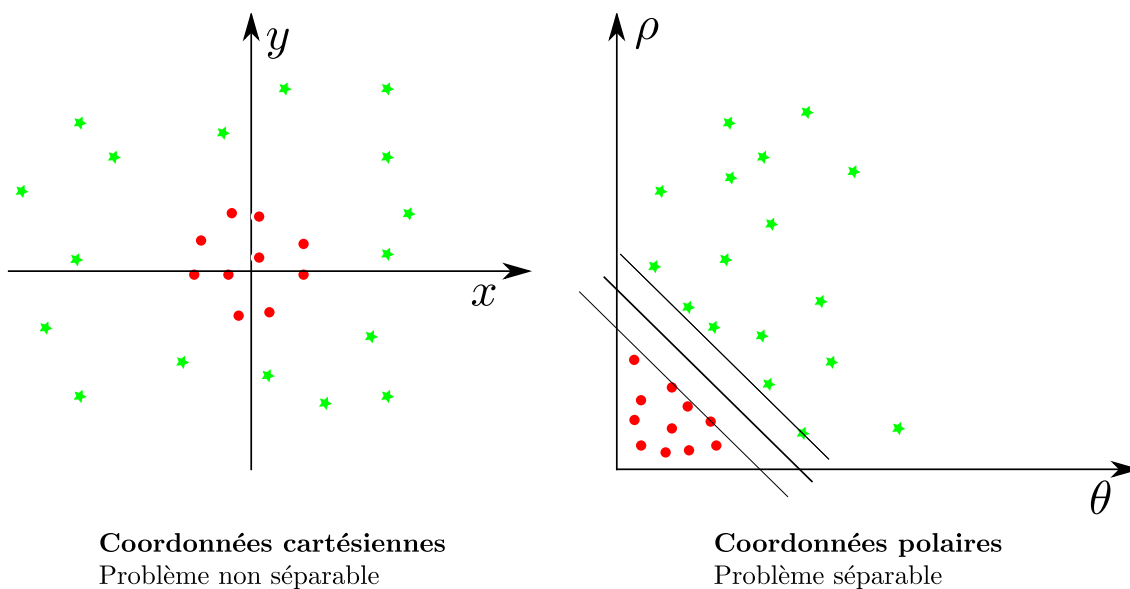 y
x
Coordonnées cartésiennes
Problème non séparable
ρ
θ
Coordonnées polaires
Problème séparable